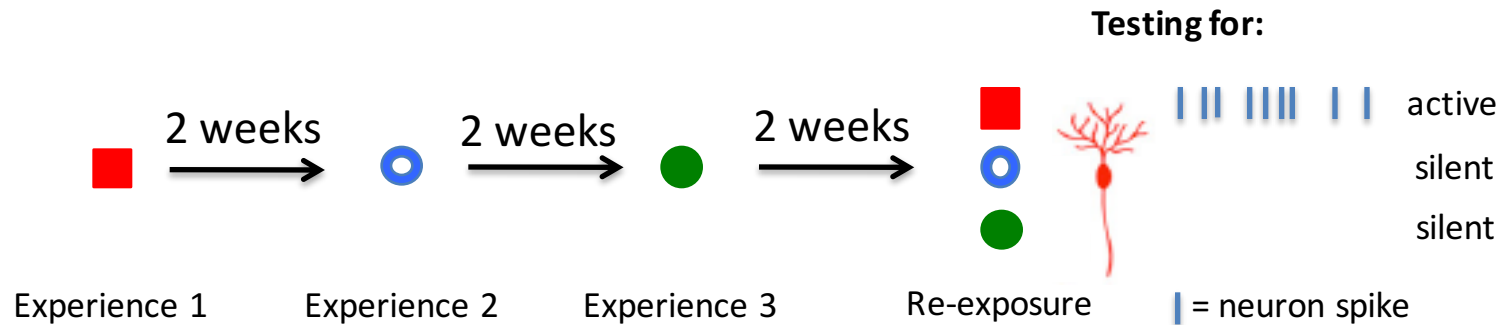 Testing for:
2 weeks
2 weeks
2 weeks
active
silent
silent
Experience 1
Experience 2
Experience 3
Re-exposure
= neuron spike